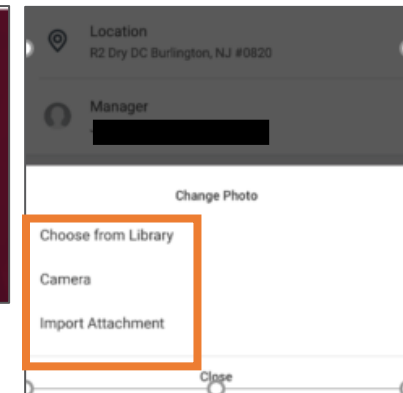 Location
R2 Dry DC Burlington, NJ #0820
Manager
Change Photo
Choose from Library
Camera
Import Attachment
Close